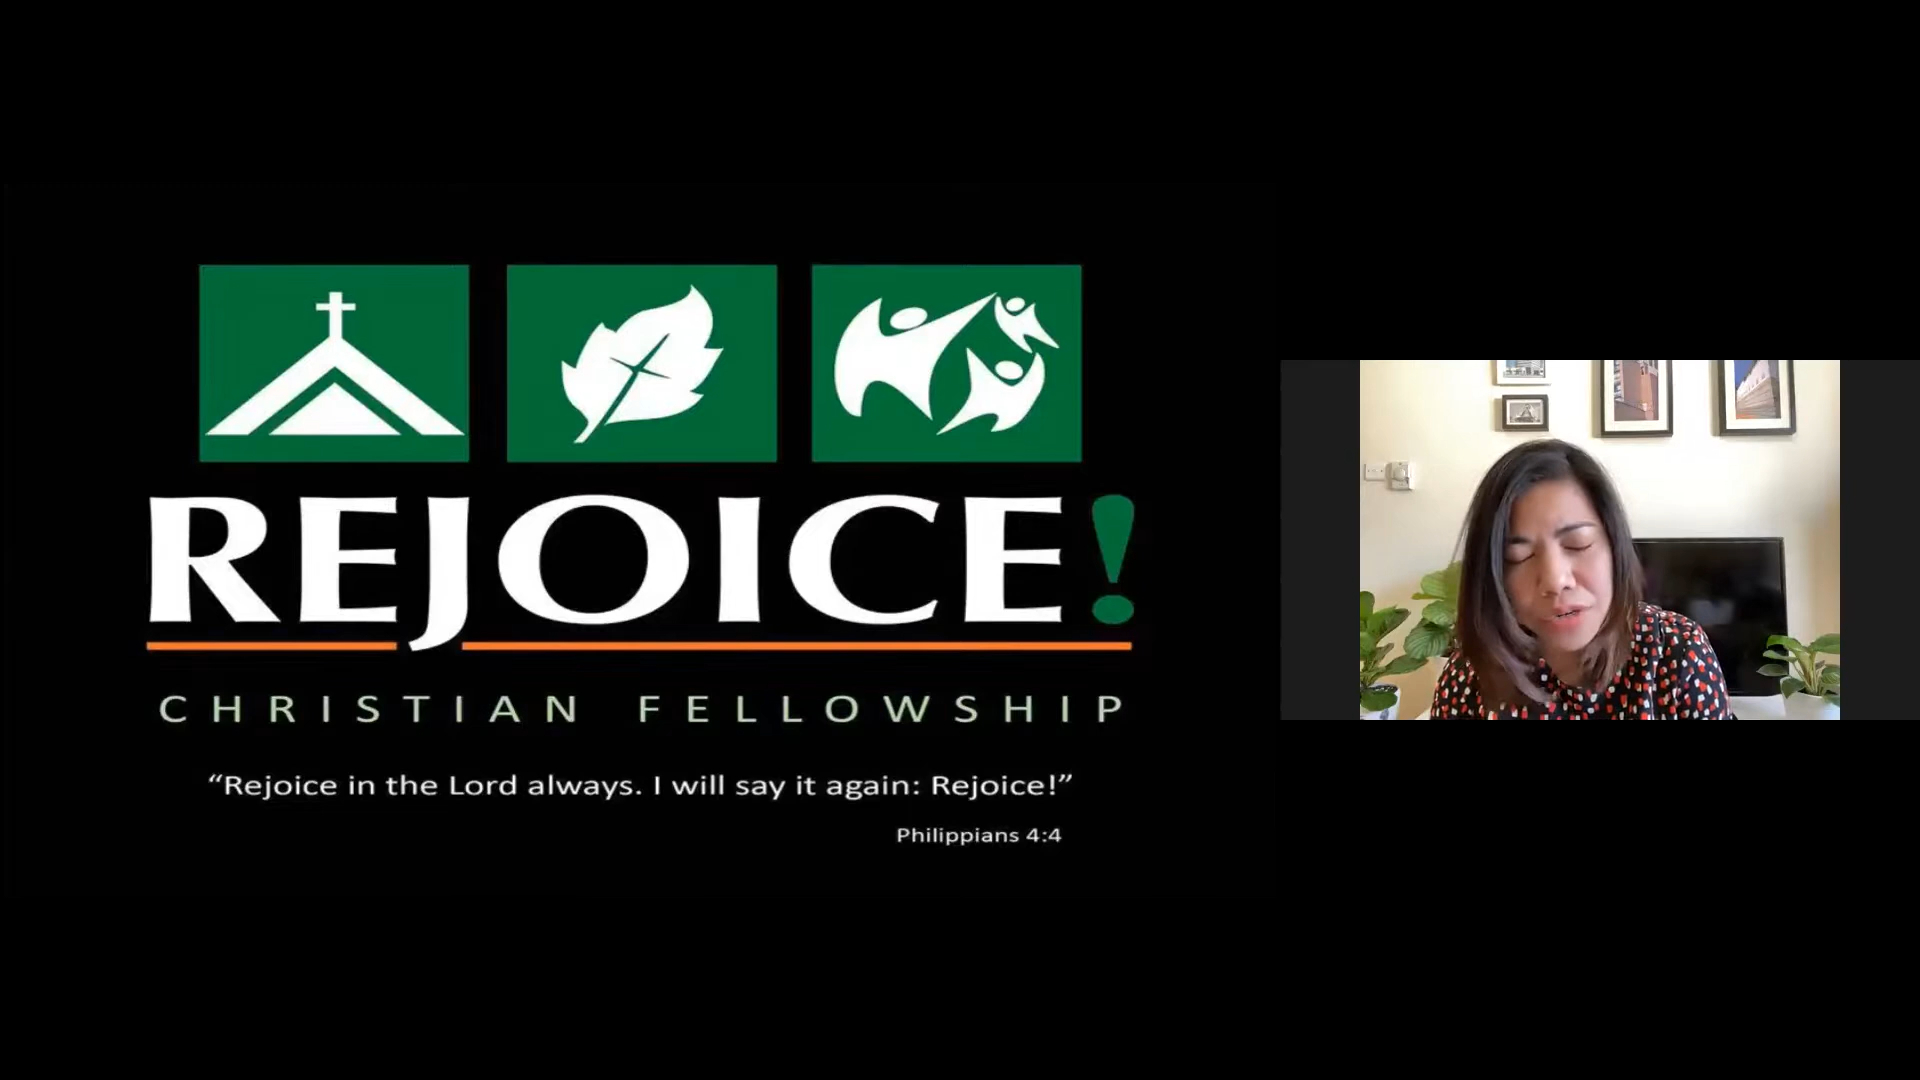 REJOICE!
CHRISTIAN FELLOWSHIP
“Rejoice in the Lord always. I will say it again: Rejoice!”
Philippians 4:4